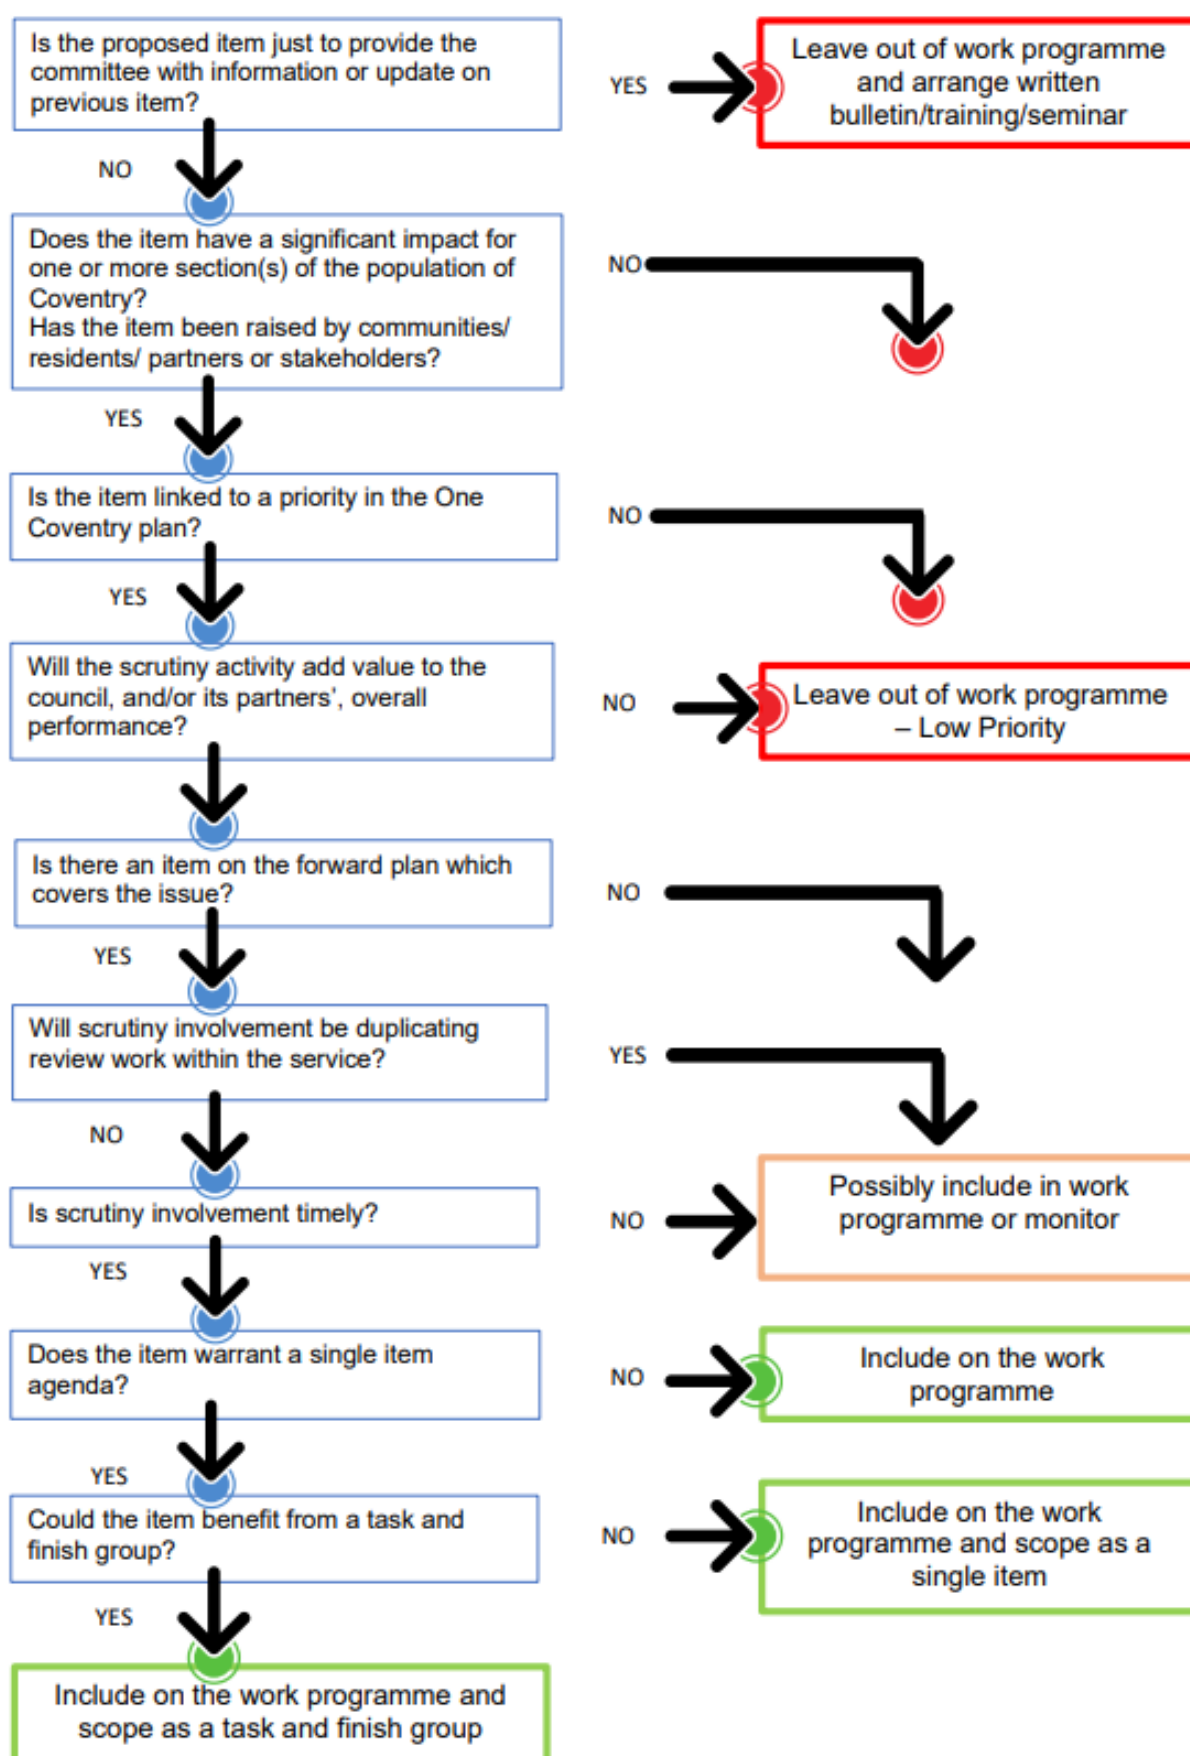 Is the proposed item just to provide the
committee with information or update on
previous item?
YES
Leave out of work programme
and arrange written
bulletin/training/seminar
NO
Does the item have a significant impact for
one or more section(s) of the population of
Coventry?
Has the item been raised by communities/
residents/ partners or stakeholders?
NO
YES
Is the item linked to a priority in the One
Coventry plan?
NO
YES
Will the scrutiny activity add value to the
council, and/or its partners’, overall
performance?
NO
Leave out of work programme
– Low Priority
Is there an item on the forward plan which
covers the issue?
NO
YES
Will scrutiny involvement be duplicating
review work within the service?
YES
NO
Is scrutiny involvement timely?
NO
Possibly include in work
programme or monitor
YES
Does the item warrant a single item
agenda?
NO
Include on the work
programme
YES
Could the item benefit from a task and
finish group?
NO
Include on the work
programme and scope as a
single item
YES
Include on the work programme and
scope as a task and finish group